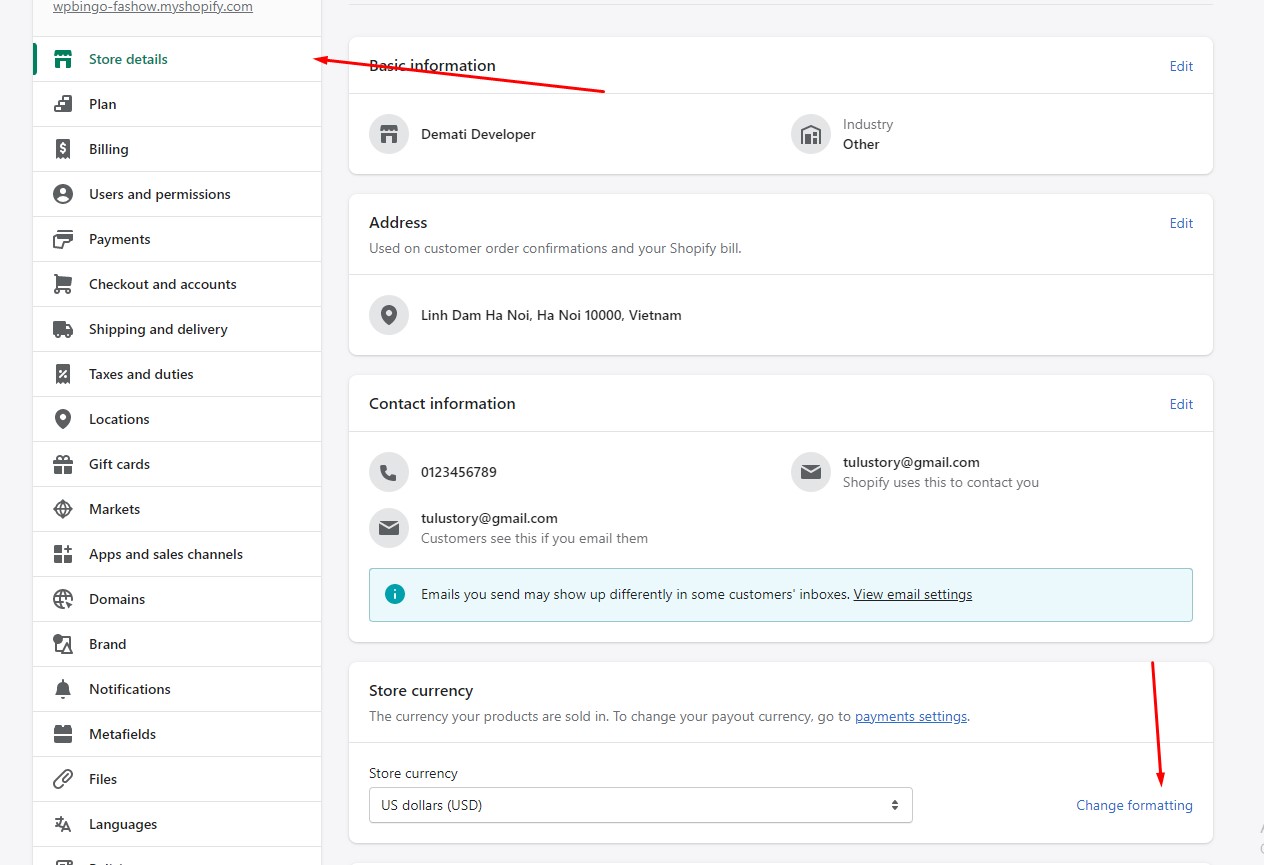 wpbingo-fashow.myshopify.com
Store details
Plan
Billing
Users and permissions
Payments
Checkout and accounts
Shipping and delivery
Taxes and duties
Locations
Gift cards
Markets
Apps and sales channels
Domains
Brand
Notifications
Metafields
Files
Languages
Basic information
Edit
Demati Developer
Industry
Other
Address
Edit
Used on customer order confirmations and your Shopify bill.
Linh Dam Ha Noi, Ha Noi 10000, Vietnam
Contact information
Edit
0123456789
tulustory@gmail.com
Shopify uses this to contact you
tulustory@gmail.com
Customers see this if you email them
Emails you send may show up differently in some customers' inboxes. View email settings
Store currency
The currency your products are sold in. To change your payout currency, go to payments settings.
Store currency
US dollars (USD)
Change formatting